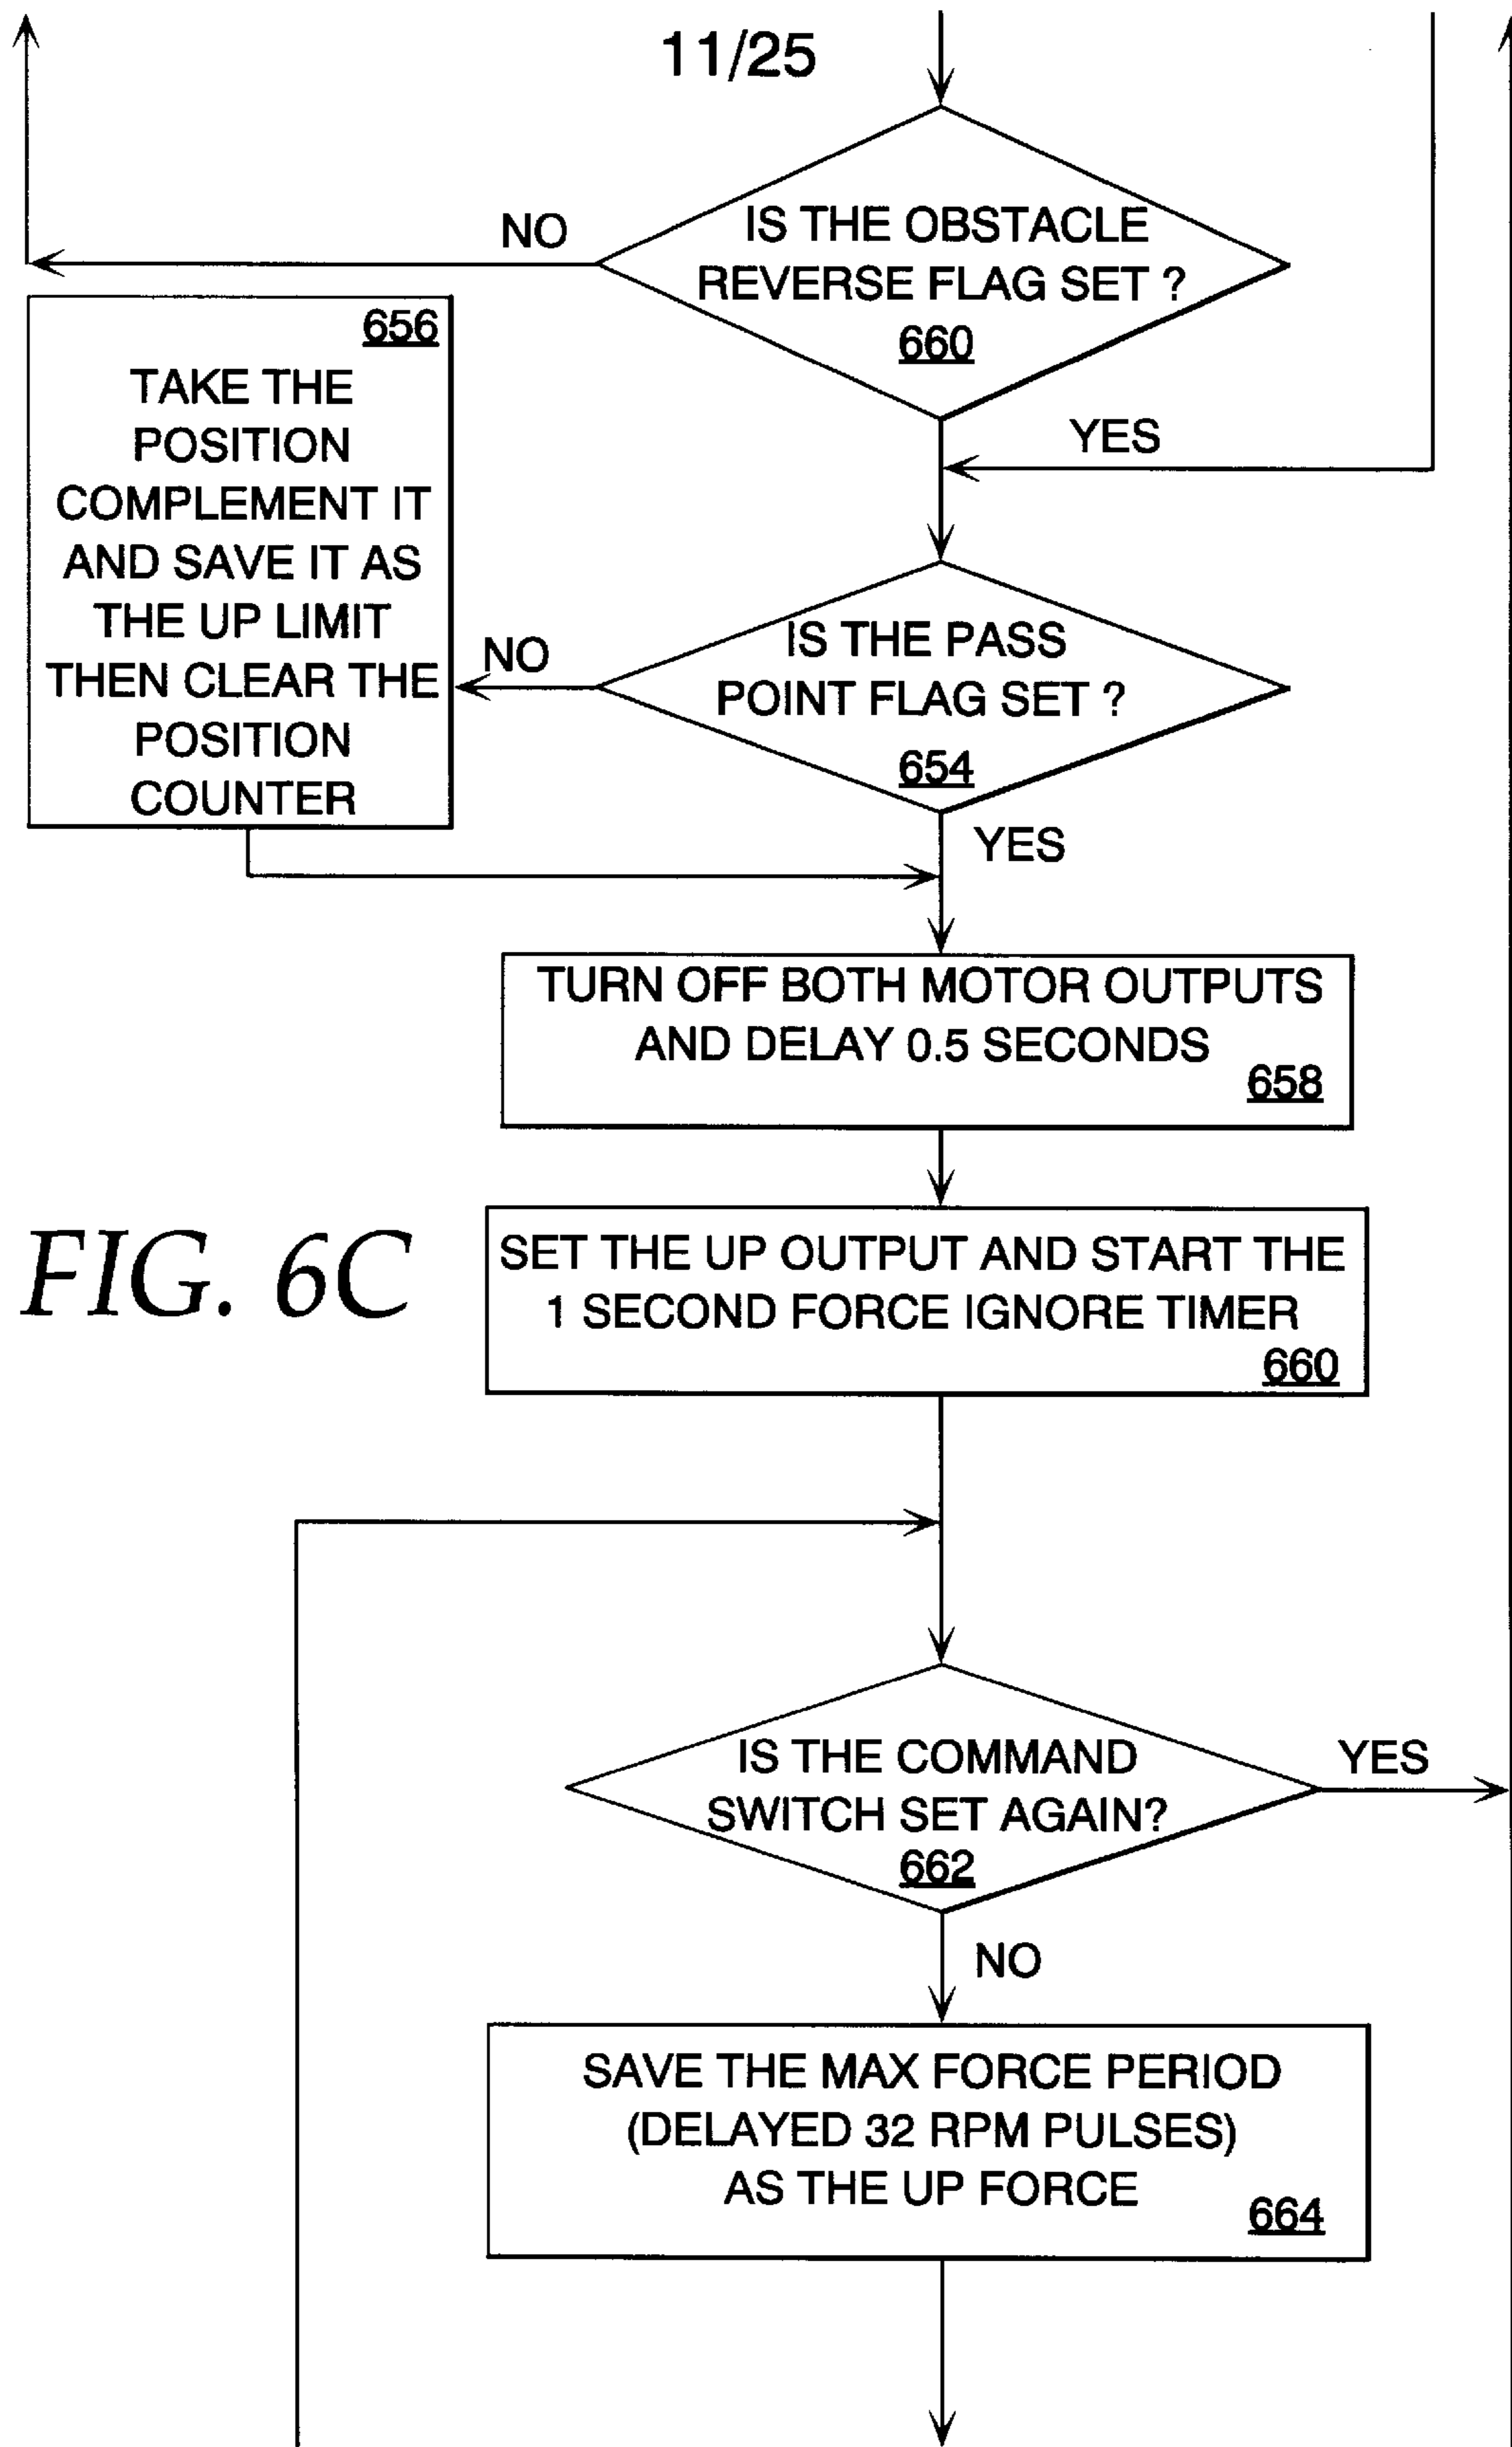 11/25
NO
IS THE OBSTACLE
REVERSE FLAG SET ?
660
656
TAKE THE
POSITION
COMPLEMENT IT
AND SAVE IT AS
THE UP LIMIT
THEN CLEAR THE
POSITION
COUNTER
YES
NO
IS THE PASS
POINT FLAG SET ?
654
YES
TURN OFF BOTH MOTOR OUTPUTS
AND DELAY 0.5 SECONDS
658
FIG. 6C
SET THE UP OUTPUT AND START THE
1 SECOND FORCE IGNORE TIMER
660
IS THE COMMAND
SWITCH SET AGAIN?
662
YES
NO
SAVE THE MAX FORCE PERIOD
(DELAYED 32 RPM PULSES)
AS THE UP FORCE
664